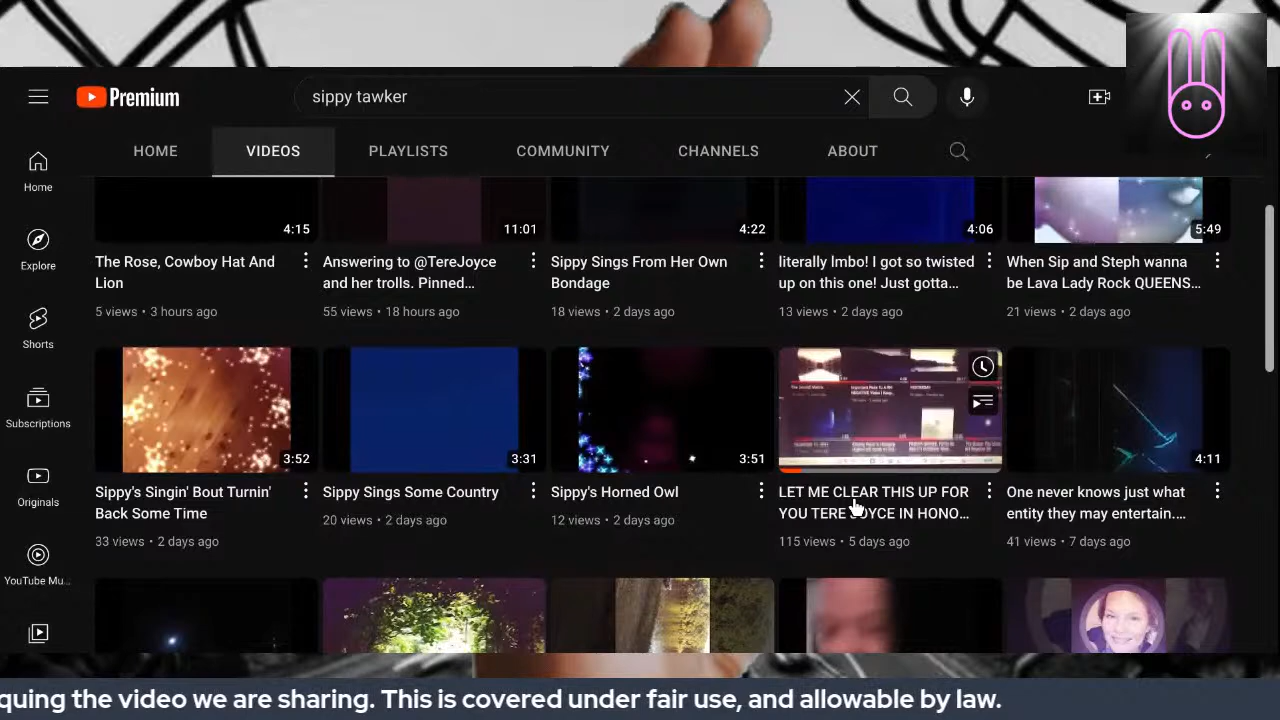 Premium
sippy tawker
HOME
VIDEOS
PLAYLISTS
COMMUNITY
CHANNELS
ABOUT
Home
Explore
Shorts
Subscriptions
Originals
YouTube Mu...
4:15
11:01
4:22
4:06
5:49
The Rose, Cowboy Hat And
Lion
5 views • 3 hours ago
Answering to @TereJoyce
and her trolls. Pinned...
55 views • 18 hours ago
Sippy Sings From Her Own
Bondage
18 views • 2 days ago
literally lmbo! I got so twisted
up on this one! Just gotta...
13 views • 2 days ago
When Sip and Steph wanna
be Lava Lady Rock QUEENS...
21 views • 2 days ago
3:52
3:31
3:51
4:11
Sippy's Singin' Bout Turnin'
Back Some Time
33 views • 2 days ago
Sippy Sings Some Country
20 views • 2 days ago
Sippy's Horned Owl
12 views • 2 days ago
LET ME CLEAR THIS UP FOR
YOU TERE JOYCE IN HONO...
115 views • 5 days ago
One never knows just what
entity they may entertain....
41 views • 7 days ago
quing the video we are sharing. This is covered under fair use, and allowable by law.